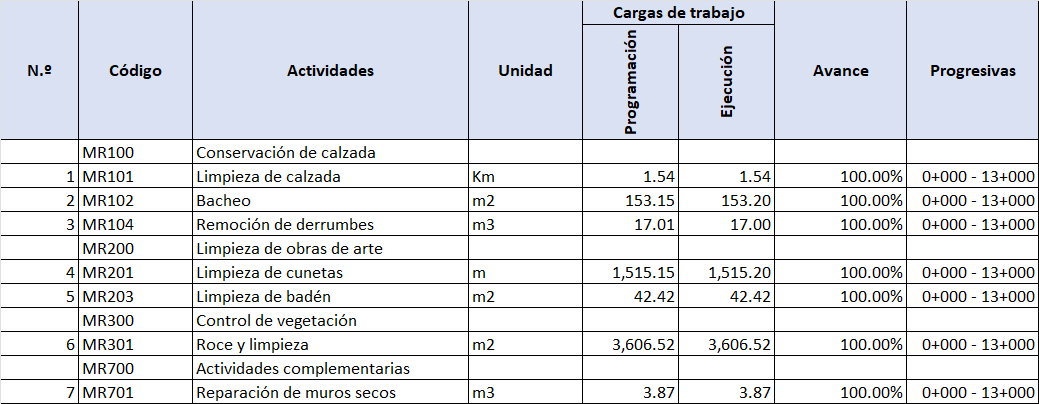 N.º Código Actividades Unidad Cargas de trabajo Avance Progresivas
Programación Ejecución
MR100 Conservación de calzada
1 MR101 Limpieza de calzada Km 1.54 1.54 100.00% 0+000 - 13+000
2 MR102 Bacheo m2 153.15 153.20 100.00% 0+000 - 13+000
3 MR104 Remoción de derrumbes m3 17.01 17.00 100.00% 0+000 - 13+000
MR200 Limpieza de obras de arte
4 MR201 Limpieza de cunetas m 1,515.15 1,515.20 100.00% 0+000 - 13+000
5 MR203 Limpieza de badén m2 42.42 42.42 100.00% 0+000 - 13+000
MR300 Control de vegetación
6 MR301 Roce y limpieza m2 3,606.52 3,606.52 100.00% 0+000 - 13+000
MR700 Actividades complementarias
7 MR701 Reparación de muros secos m3 3.87 3.87 100.00% 0+000 - 13+000